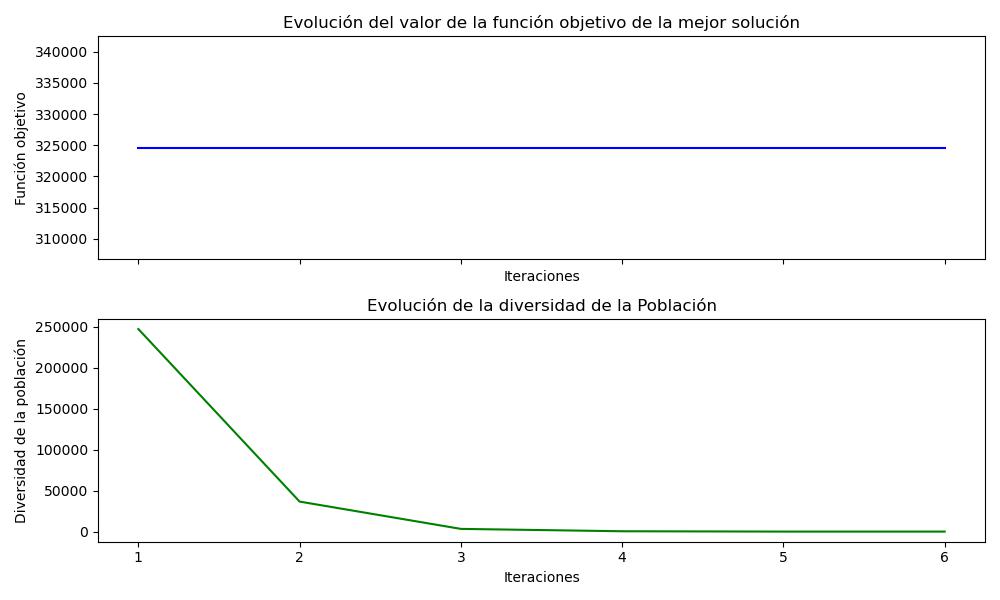 Evolución del valor de la función objetivo de la mejor solución
Función objetivo
340000
335000
330000
325000
320000
315000
310000
Iteraciones
Evolución de la diversidad de la Población
Diversidad de la población
250000
200000
150000
100000
50000
0
1 2 3 4 5 6
Iteraciones